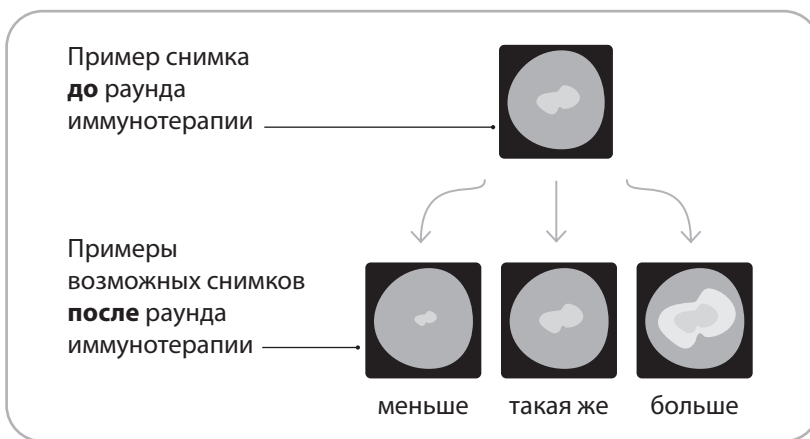 Пример снимка
до раунда
иммунотерапии
Примеры
возможных снимков
после раунда
иммунотерапии
меньше
такая же
больше